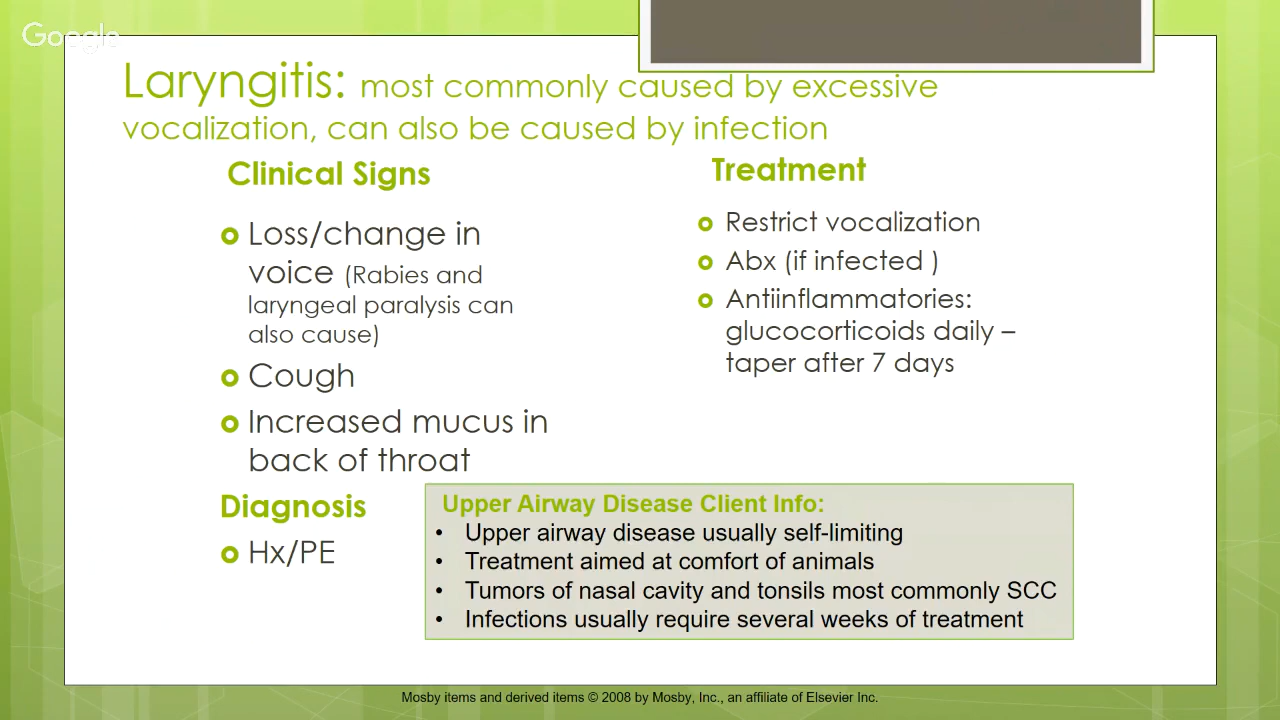 Google
Laryngitis: most commonly caused by excessive
vocalization, can also be caused by infection
Clinical Signs
Loss/change in
voice (Rabies and
laryngeal paralysis can
also cause)
Cough
Increased mucus in
back of throat
Diagnosis
Hx/PE
Treatment
Restrict vocalization
Abx (if infected )
Antiinflammatories:
glucocorticoids daily –
taper after 7 days
Upper Airway Disease Client Info:
• Upper airway disease usually self-limiting
• Treatment aimed at comfort of animals
• Tumors of nasal cavity and tonsils most commonly SCC
• Infections usually require several weeks of treatment
Mosby items and derived items © 2008 by Mosby, Inc., an affiliate of Elsevier Inc.